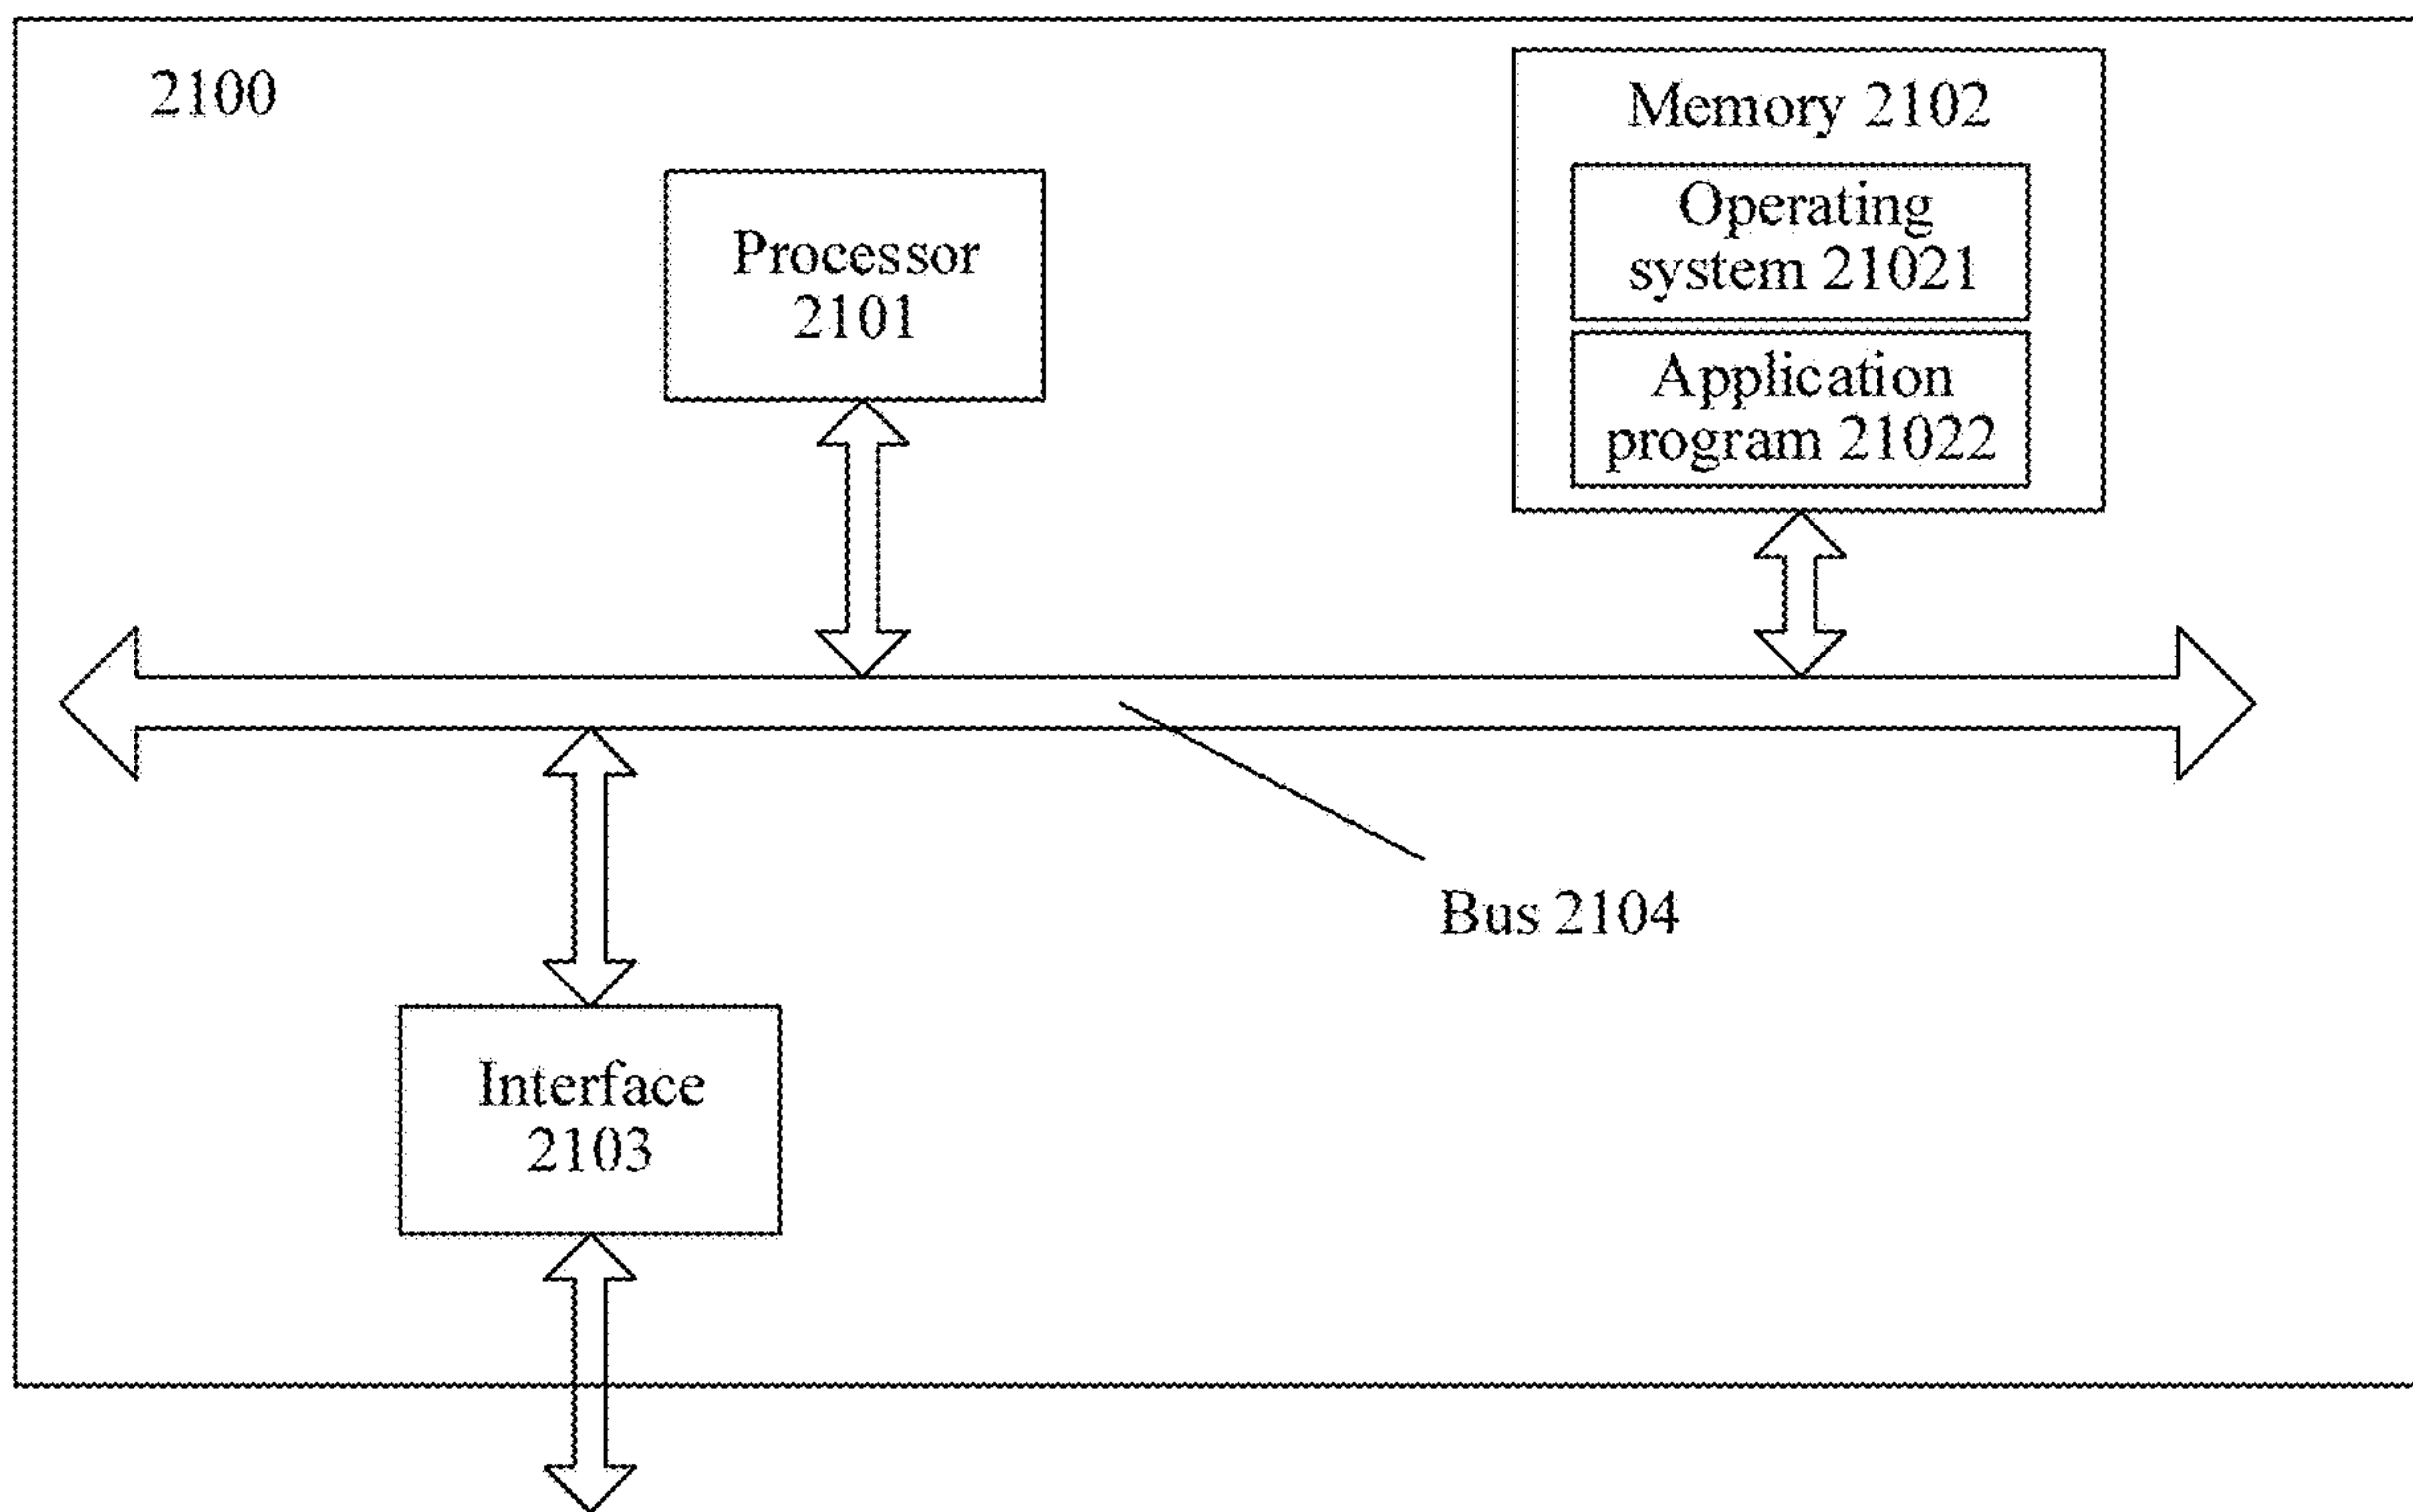 2100
Memory 2102
Operating
system 21021
Application
program 21022
Processor
2101
Bus 2104
Interface
2103